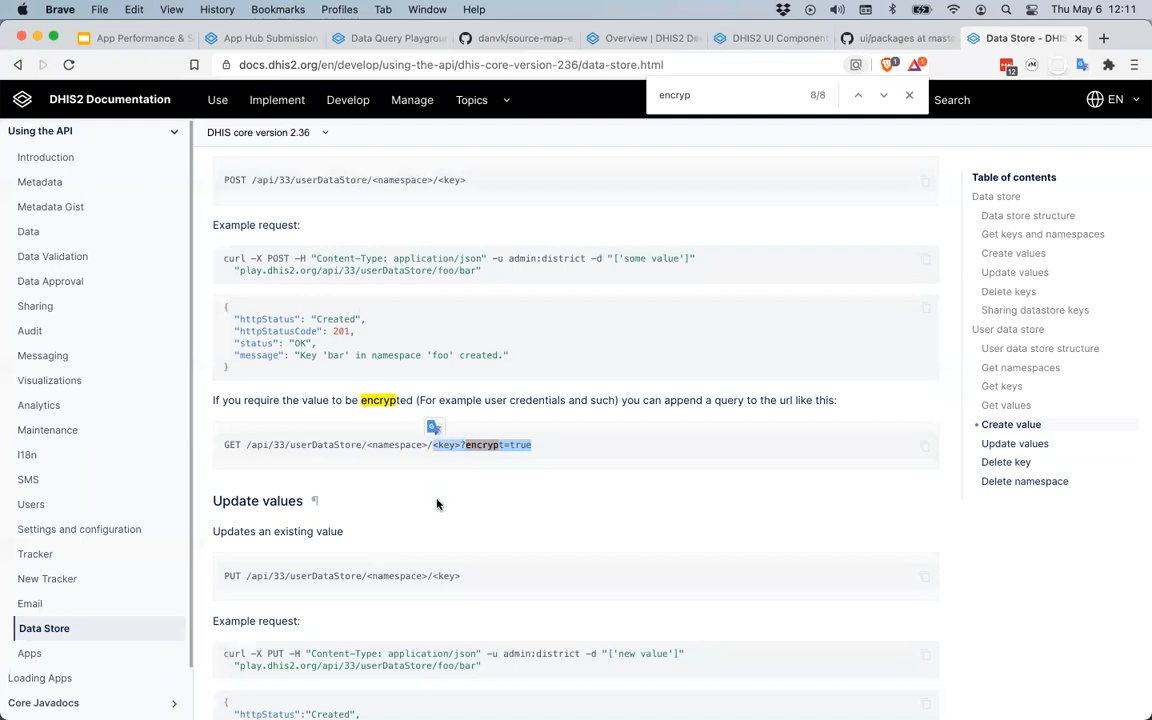 Brave File Edit View History Bookmarks Profiles Tab Window Help Thu May 6 12:11
App Performance & S App Hub Submission Data Query Playgrou danvk/source-map-e Overview | DHIS2 De DHIS2 UI Component ui/packages at maste Data Store - DHIS
docs.dhis2.org/en/develop/using-the-api/dhis-core-version-236/data-store.html
12 1 1
encryp 8/8
DHIS2 Documentation Use Implement Develop Manage Topics Search EN
Using the API
Introduction
Metadata
Metadata Gist
Data
Data Validation
Data Approval
Sharing
Audit
Messaging
Visualizations
Analytics
Maintenance
I18n
SMS
Users
Settings and configuration
Tracker
New Tracker
Email
Data Store
Apps
Loading Apps
Core Javadocs
DHIS core version 2.36
POST /api/33/userDataStore/<namespace>/<key>
Example request:
curl -X POST -H "Content-Type: application/json" -u admin:district -d "['some value']"
"play.dhis2.org/api/33/userDataStore/foo/bar"
{
"httpStatus": "Created",
"httpStatusCode": 201,
"status": "OK",
"message": "Key 'bar' in namespace 'foo' created."
}
If you require the value to be encrypted (For example user credentials and such) you can append a query to the url like this:
GET /api/33/userDataStore/<namespace>/<key>?encrypt=true
Update values ¶
Updates an existing value
PUT /api/33/userDataStore/<namespace>/<key>
Example request:
curl -X PUT -H "Content-Type: application/json" -u admin:district -d "['new value']"
"play.dhis2.org/api/33/userDataStore/foo/bar"
{
"httpStatus":"Created",
Table of contents
Data store
Data store structure
Get keys and namespaces
Create values
Update values
Delete keys
Sharing datastore keys
User data store
User data store structure
Get namespaces
Get keys
Get values
Create value
Update values
Delete key
Delete namespace